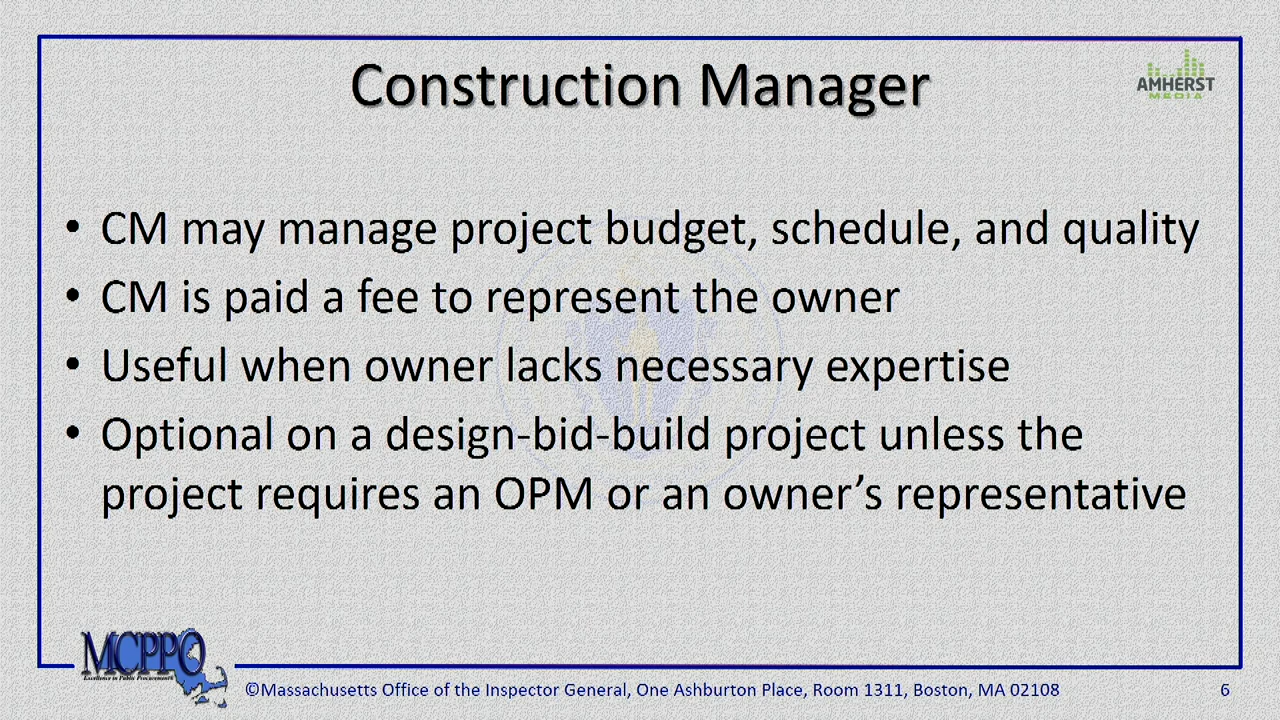 Construction Manager
AMHERST
MEDIA
• CM may manage project budget, schedule, and quality
• CM is paid a fee to represent the owner
• Useful when owner lacks necessary expertise
• Optional on a design-bid-build project unless the
project requires an OPM or an owner’s representative
MCPPO
Excellence in Public Procurement
©Massachusetts Office of the Inspector General, One Ashburton Place, Room 1311, Boston, MA 02108
6